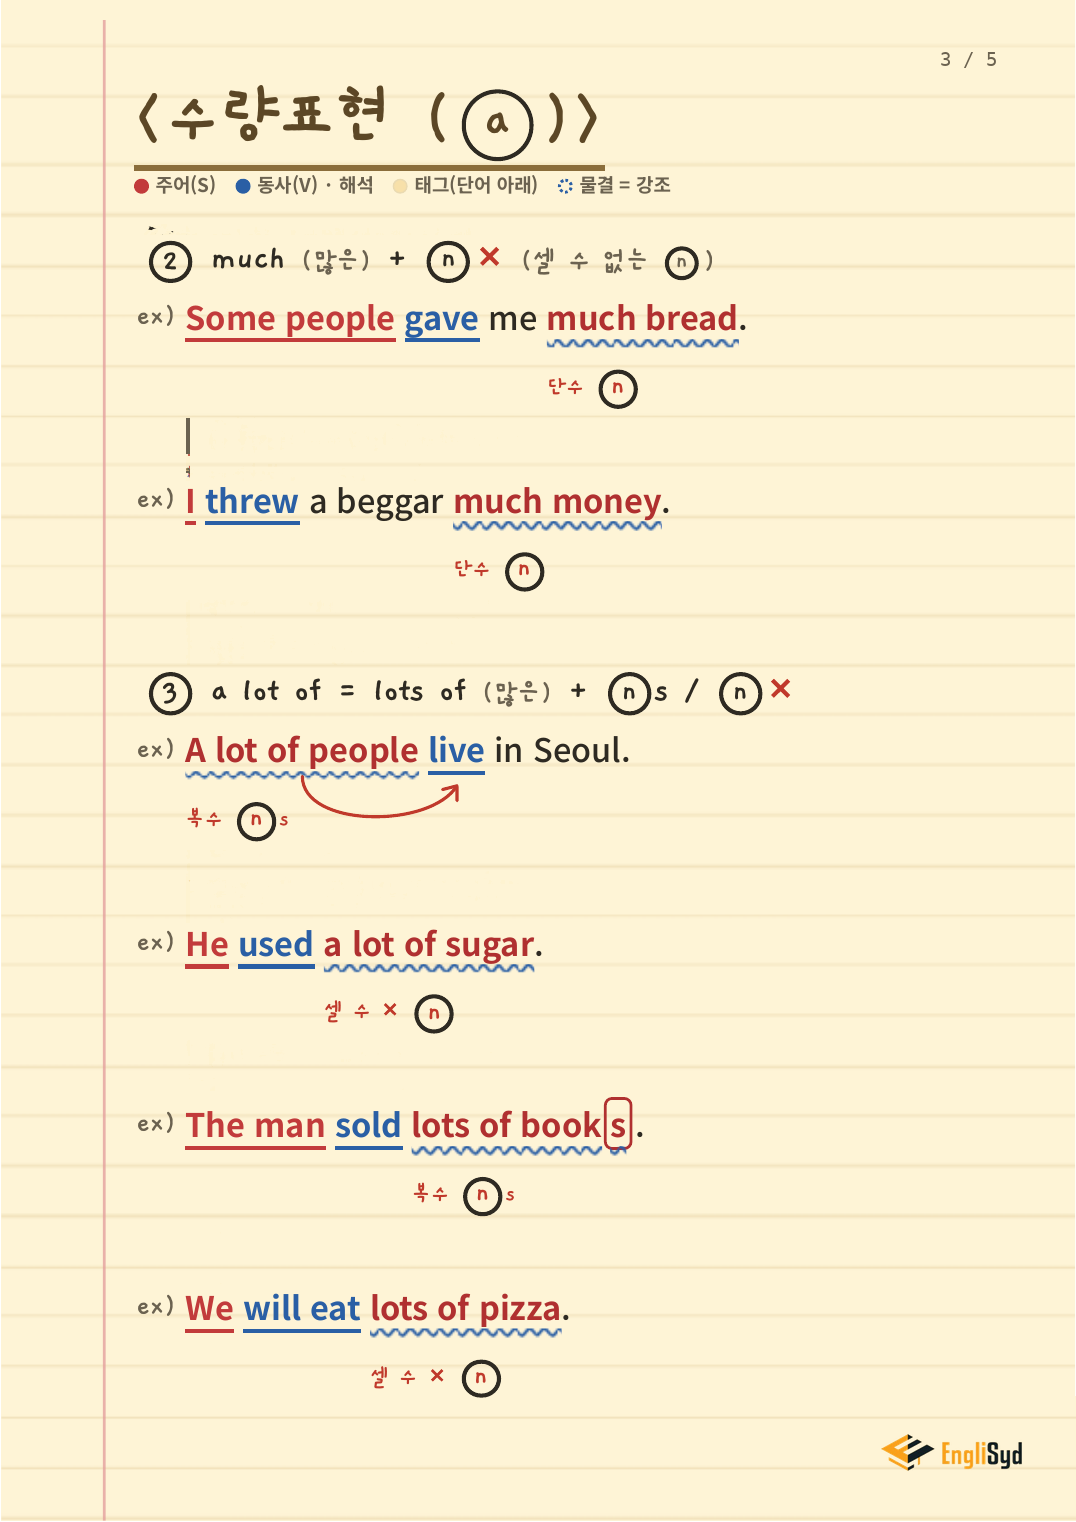 3 / 5
〈수량표현 (ⓐ)〉
주어(S) 동사(V) · 해석 태그(단어 아래) 물결 = 강조
② much (많은) + ⓝ × (셀 수 없는 ⓝ)
ex) Some people gave me much bread.
단수 ⓝ
ex) I threw a beggar much money.
단수 ⓝ
③ a lot of = lots of (많은) + ⓝs / ⓝ ×
ex) A lot of people live in Seoul.
복수 ⓝs
ex) He used a lot of sugar.
셀 수 × ⓝ
ex) The man sold lots of books.
복수 ⓝs
ex) We will eat lots of pizza.
셀 수 × ⓝ
EngliSyd